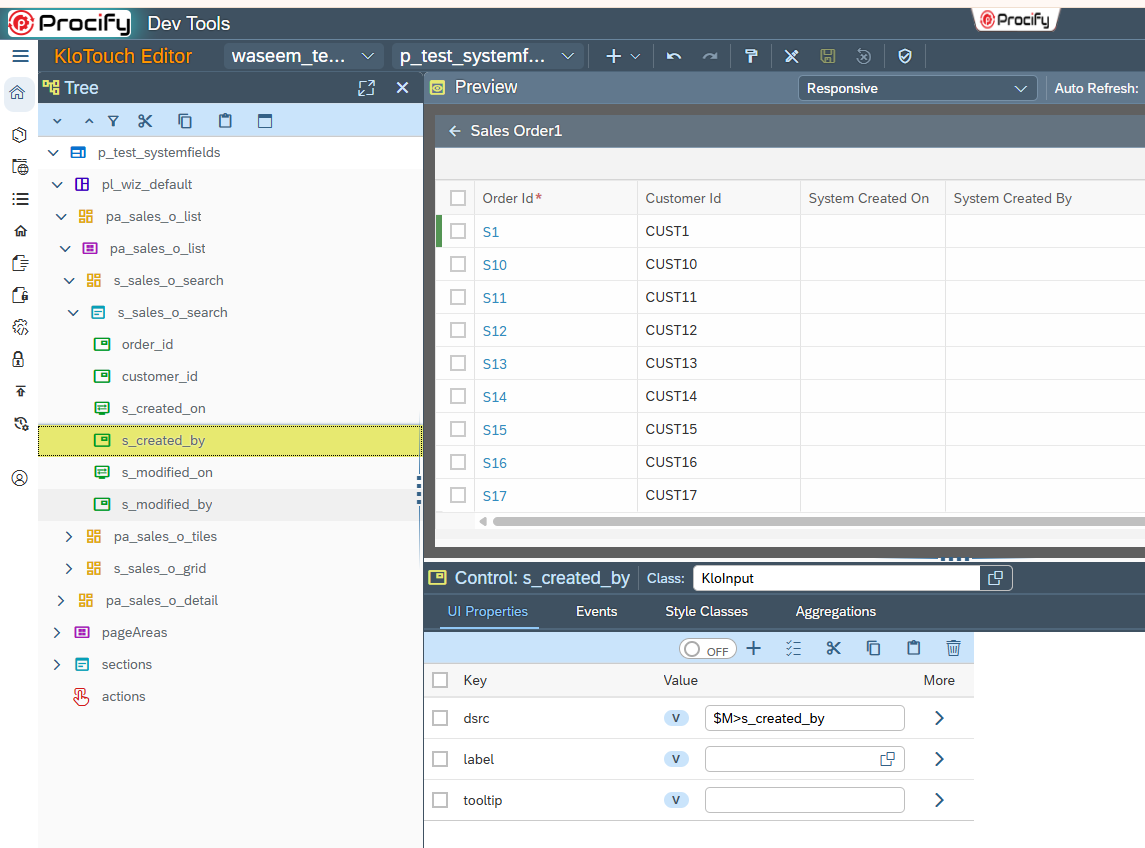 Procify Dev Tools
Procify
KloTouch Editor waseem_te... p_test_systemf...
Tree
Preview Responsive Auto Refresh:
Sales Order1
p_test_systemfields
pl_wiz_default
pa_sales_o_list
pa_sales_o_list
s_sales_o_search
s_sales_o_search
order_id
customer_id
s_created_on
s_created_by
s_modified_on
s_modified_by
pa_sales_o_tiles
s_sales_o_grid
pa_sales_o_detail
pageAreas
sections
actions
Order Id* Customer Id System Created On System Created By
S1 CUST1
S10 CUST10
S11 CUST11
S12 CUST12
S13 CUST13
S14 CUST14
S15 CUST15
S16 CUST16
S17 CUST17
Control: s_created_by Class: KloInput
UI Properties Events Style Classes Aggregations
OFF
Key Value More
dsrc V $M>s_created_by
label V
tooltip V